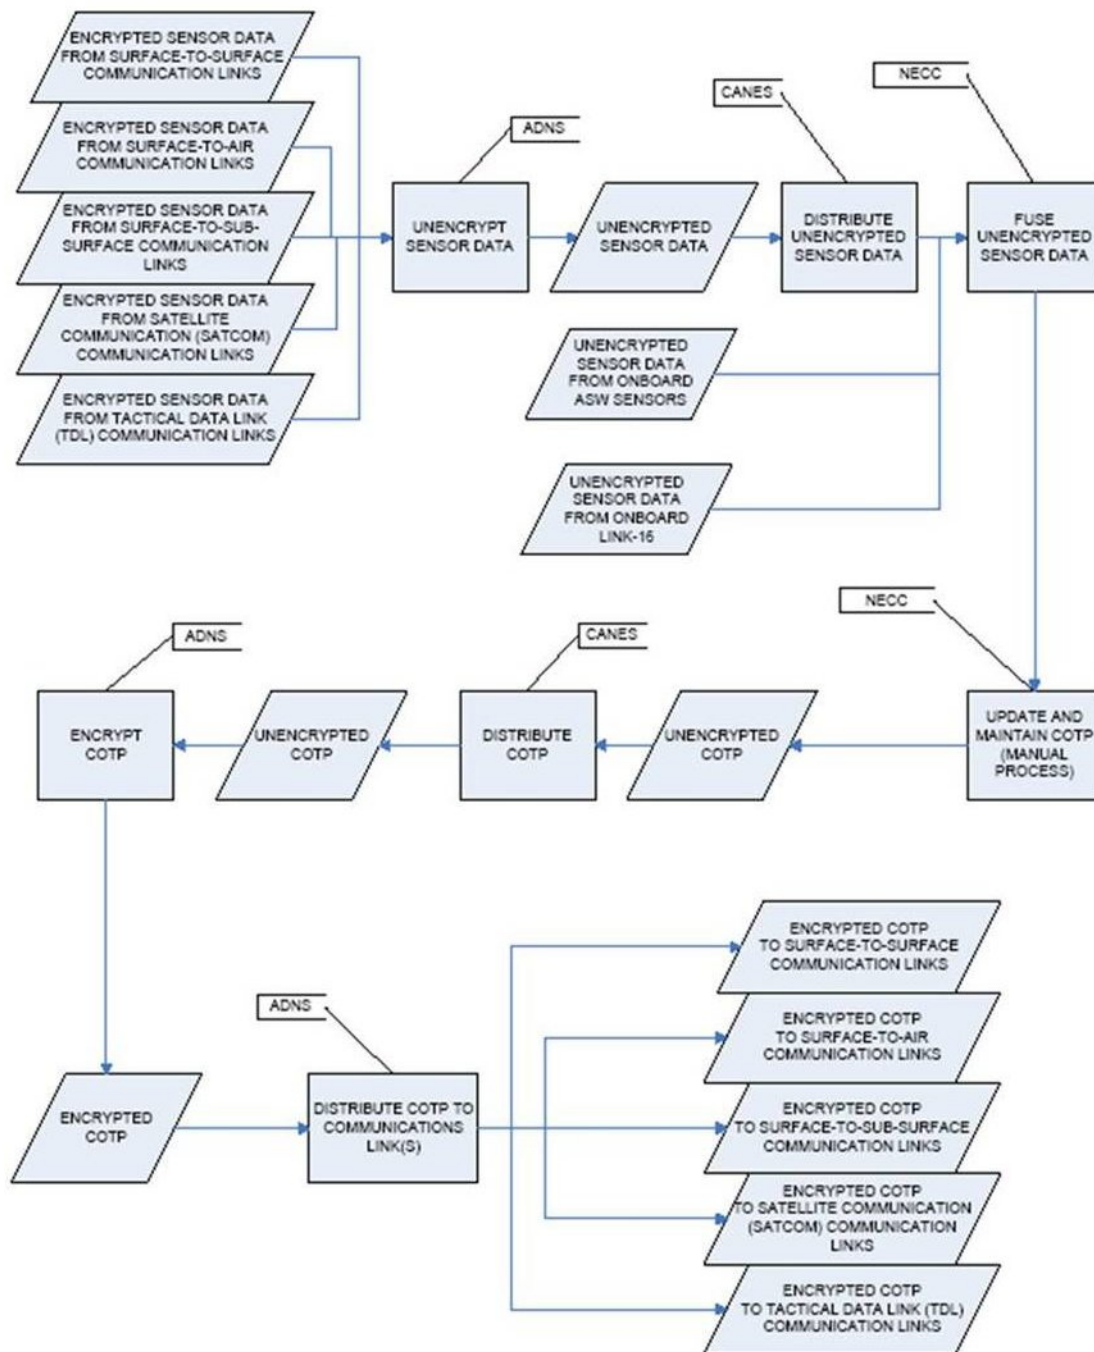 ENCRYPTED SENSOR DATA
FROM SURFACE-TO-SURFACE
COMMUNICATION LINKS
ENCRYPTED SENSOR DATA
FROM SURFACE-TO-AIR
COMMUNICATION LINKS
ENCRYPTED SENSOR DATA
FROM SURFACE-TO-SUB-
SURFACE COMMUNICATION
LINKS
ENCRYPTED SENSOR DATA
FROM SATELLITE
COMMUNICATION (SATCOM)
COMMUNICATION LINKS
ENCRYPTED SENSOR DATA
FROM TACTICAL DATA LINK
(TDL) COMMUNICATION LINKS
ADNS
UNENCRYPT
SENSOR DATA
UNENCRYPTED
SENSOR DATA
CANES
DISTRIBUTE
UNENCRYPTED
SENSOR DATA
NECC
FUSE
UNENCRYPTED
SENSOR DATA
UNENCRYPTED
SENSOR DATA
FROM ONBOARD
ASW SENSORS
UNENCRYPTED
SENSOR DATA
FROM ONBOARD
LINK-16
ADNS
ENCRYPT
COTP
UNENCRYPTED
COTP
CANES
DISTRIBUTE
COTP
UNENCRYPTED
COTP
NECC
UPDATE AND
MAINTAIN COTP
(MANUAL
PROCESS)
ENCRYPTED
COTP
ADNS
DISTRIBUTE COTP TO
COMMUNICATIONS
LINK(S)
ENCRYPTED COTP
TO SURFACE-TO-SURFACE
COMMUNICATION LINKS
ENCRYPTED COTP
TO SURFACE-TO-AIR
COMMUNICATION LINKS
ENCRYPTED COTP
TO SURFACE-TO-SUB-SURFACE
COMMUNICATION LINKS
ENCRYPTED COTP
TO SATELLITE COMMUNICATION
(SATCOM) COMMUNICATION
LINKS
ENCRYPTED COTP
TO TACTICAL DATA LINK (TDL)
COMMUNICATION LINKS